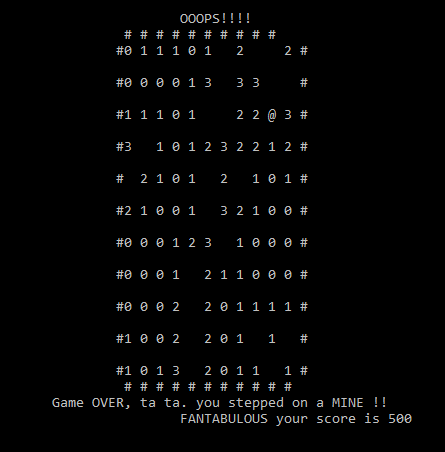 OOOPS!!!!
# # # # # # # # # #
#0 1 1 1 0 1   2     2 #
#0 0 0 0 1 3   3 3     #
#1 1 1 0 1     2 2 @ 3 #
#3   1 0 1 2 3 2 2 1 2 #
#  2 1 0 1   2   1 0 1 #
#2 1 0 0 1   3 2 1 0 0 #
#0 0 0 1 2 3   1 0 0 0 #
#0 0 0 1   2 1 1 0 0 0 #
#0 0 0 2   2 0 1 1 1 1 #
#1 0 0 2   2 0 1   1   #
#1 0 1 3   2 0 1 1   1 #
# # # # # # # # # # #
Game OVER, ta ta. you stepped on a MINE !!
FANTABULOUS your score is 500